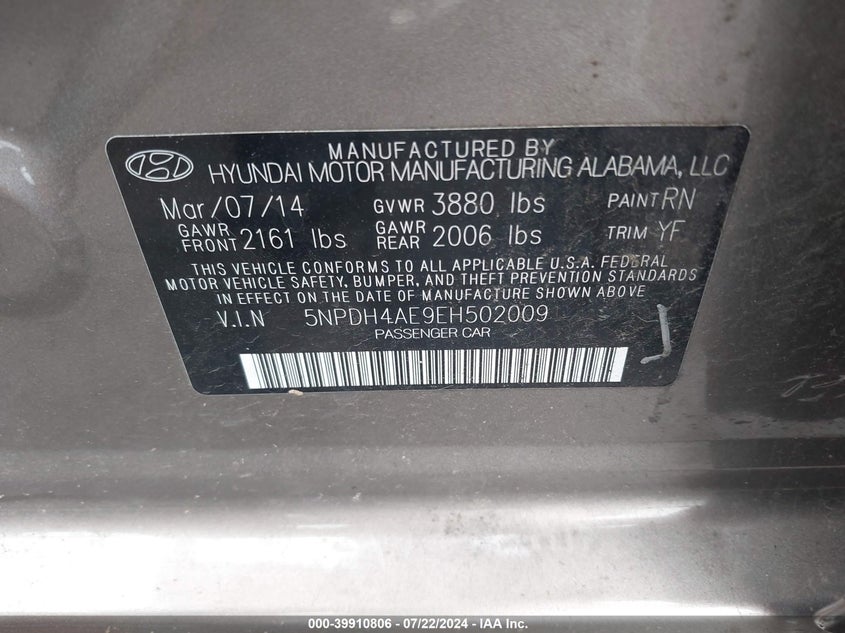 MANUFACTURED BY
HYUNDAI MOTOR MANUFACTURING ALABAMA, LLC
Mar/07/14 GVWR 3880 lbs PAINT RN
GAWR FRONT 2161 lbs GAWR REAR 2006 lbs TRIM YF
THIS VEHICLE CONFORMS TO ALL APPLICABLE U.S.A. FEDERAL
MOTOR VEHICLE SAFETY, BUMPER, AND THEFT PREVENTION STANDARDS
IN EFFECT ON THE DATE OF MANUFACTURE SHOWN ABOVE
V.I.N 5NPDH4AE9EH502009
PASSENGER CAR
000-39910806 - 07/22/2024 - IAA Inc.